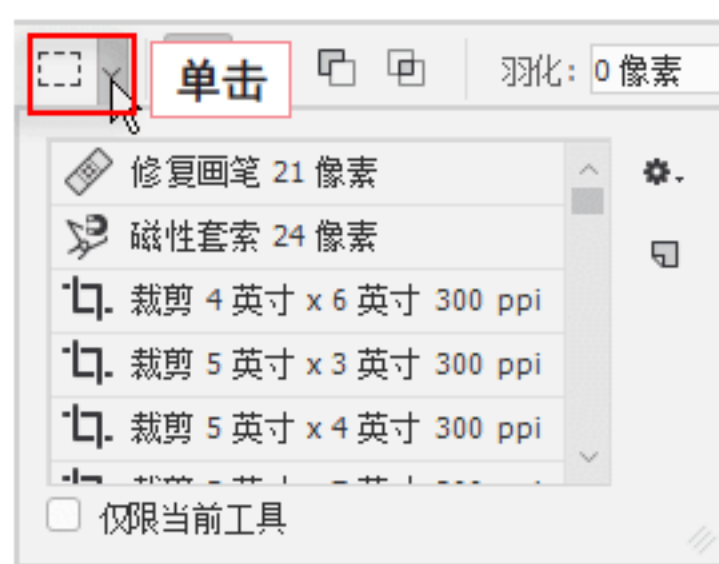 单击 羽化: 0 像素
修复画笔 21 像素
磁性套索 24 像素
裁剪 4 英寸 x 6 英寸 300 ppi
裁剪 5 英寸 x 3 英寸 300 ppi
裁剪 5 英寸 x 4 英寸 300 ppi
仅限当前工具